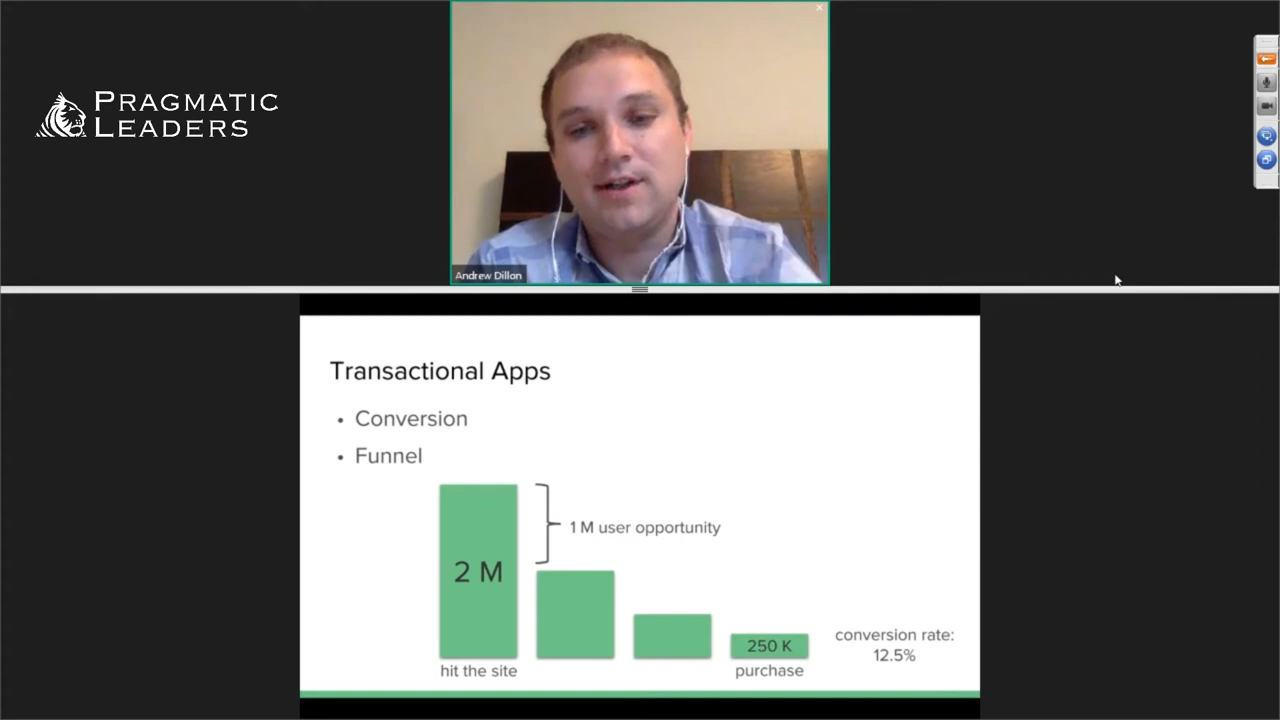 PRAGMATIC
LEADERS
Andrew Dillon
Transactional Apps
• Conversion
• Funnel
1 M user opportunity
2 M
250 K
conversion rate:
12.5%
hit the site
purchase